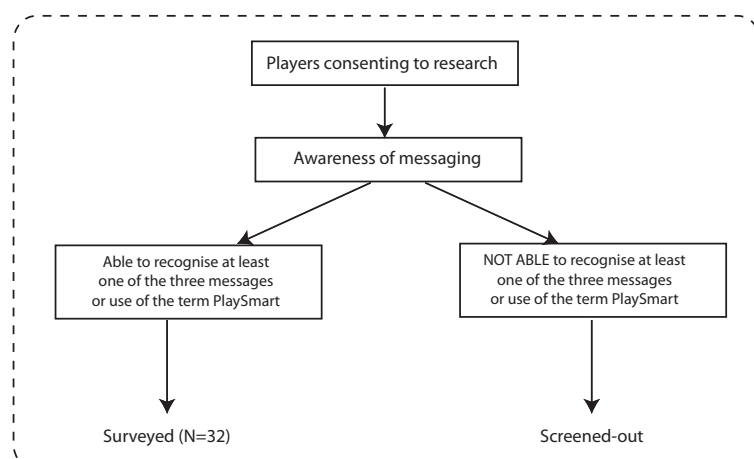 Players consenting to research
Awareness of messaging
Able to recognise at least
one of the three messages
or use of the term PlaySmart
NOT ABLE to recognise at least
one of the three messages
or use of the term PlaySmart
Surveyed (N=32)
Screened-out